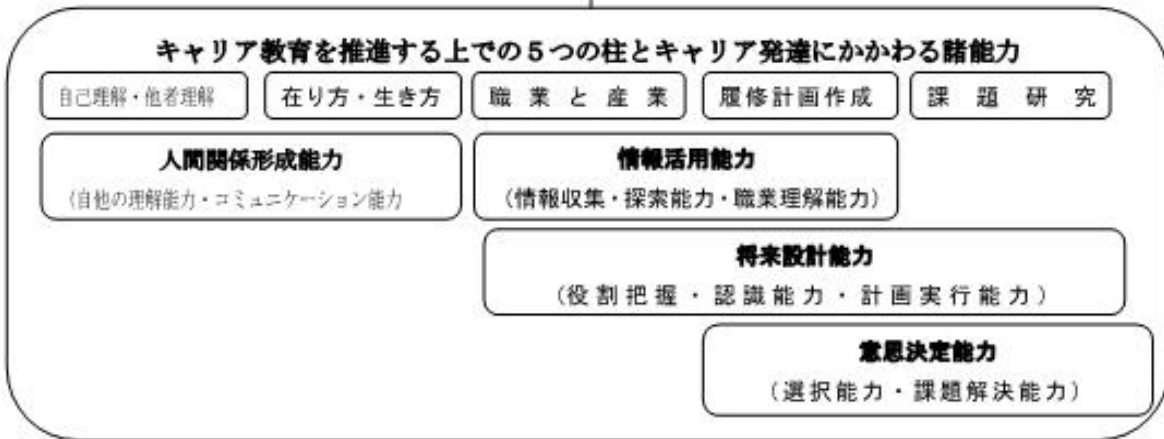 キャリア教育を推進する上での５つの柱とキャリア発達にかかわる諸能力
自己理解・他者理解
在り方・生き方
職業と産業
履修計画作成
課題研究
人間関係形成能力
(自他の理解能力・コミュニケーション能力
情報活用能力
(情報収集・探索能力・職業理解能力)
将来設計能力
(役割把握・認識能力・計画実行能力)
意思決定能力
(選択能力・課題解決能力)